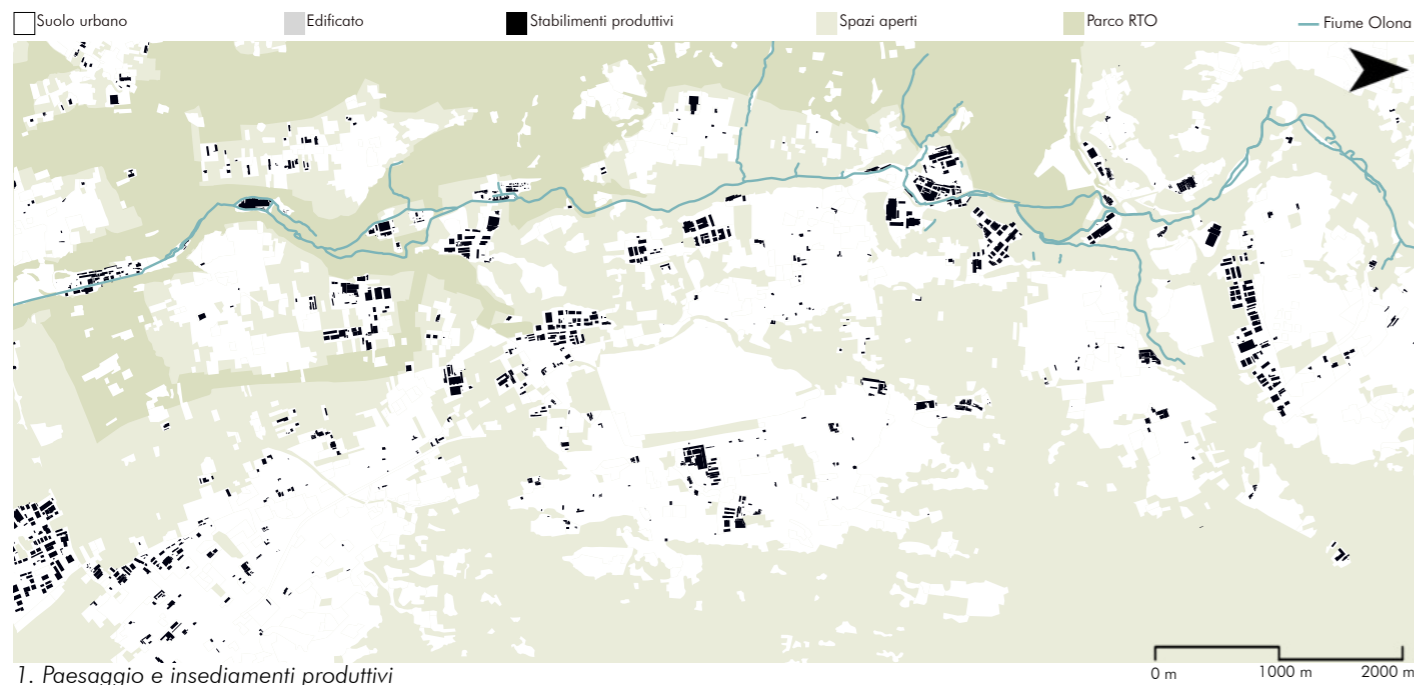 Suolo urbano Edificato Stabilimenti produttivi Spazi aperti Parco RTO Fiume Olona
0 m 1000 m 2000 m
1. Paesaggio e insediamenti produttivi